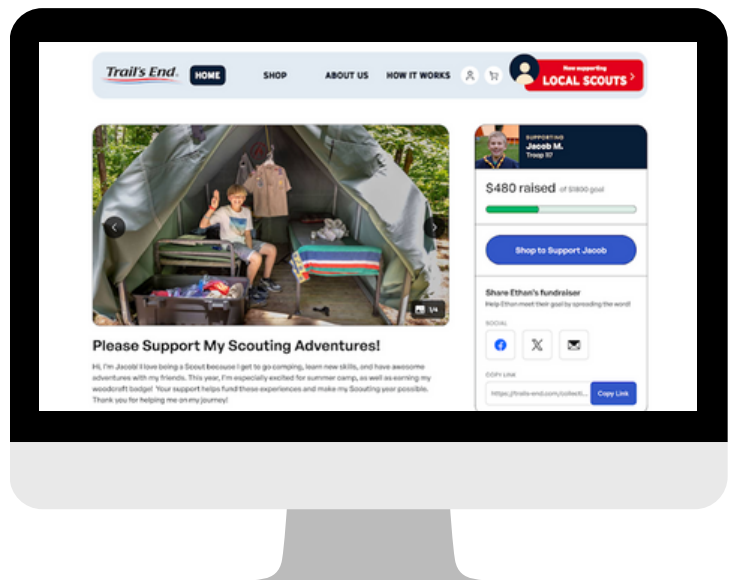 Trail's End.
HOME
SHOP
ABOUT US
HOW IT WORKS
Now supporting
LOCAL SCOUTS
SUPPORTING
Jacob M.
Troop 117
$480 raised of $1800 goal
Shop to Support Jacob
Share Ethan's fundraiser
Help Ethan meet their goal by spreading the word!
SOCIAL
COPY LINK
https://trails-end.com/collecti...
Copy Link
1/4
Please Support My Scouting Adventures!
Hi, I'm Jacob! I love being a Scout because I get to go camping, learn new skills, and have awesome
adventures with my friends. This year, I'm especially excited for summer camp, as well as earning my
woodcraft badge! Your support helps fund these experiences and make my Scouting year possible.
Thank you for helping me on my journey!